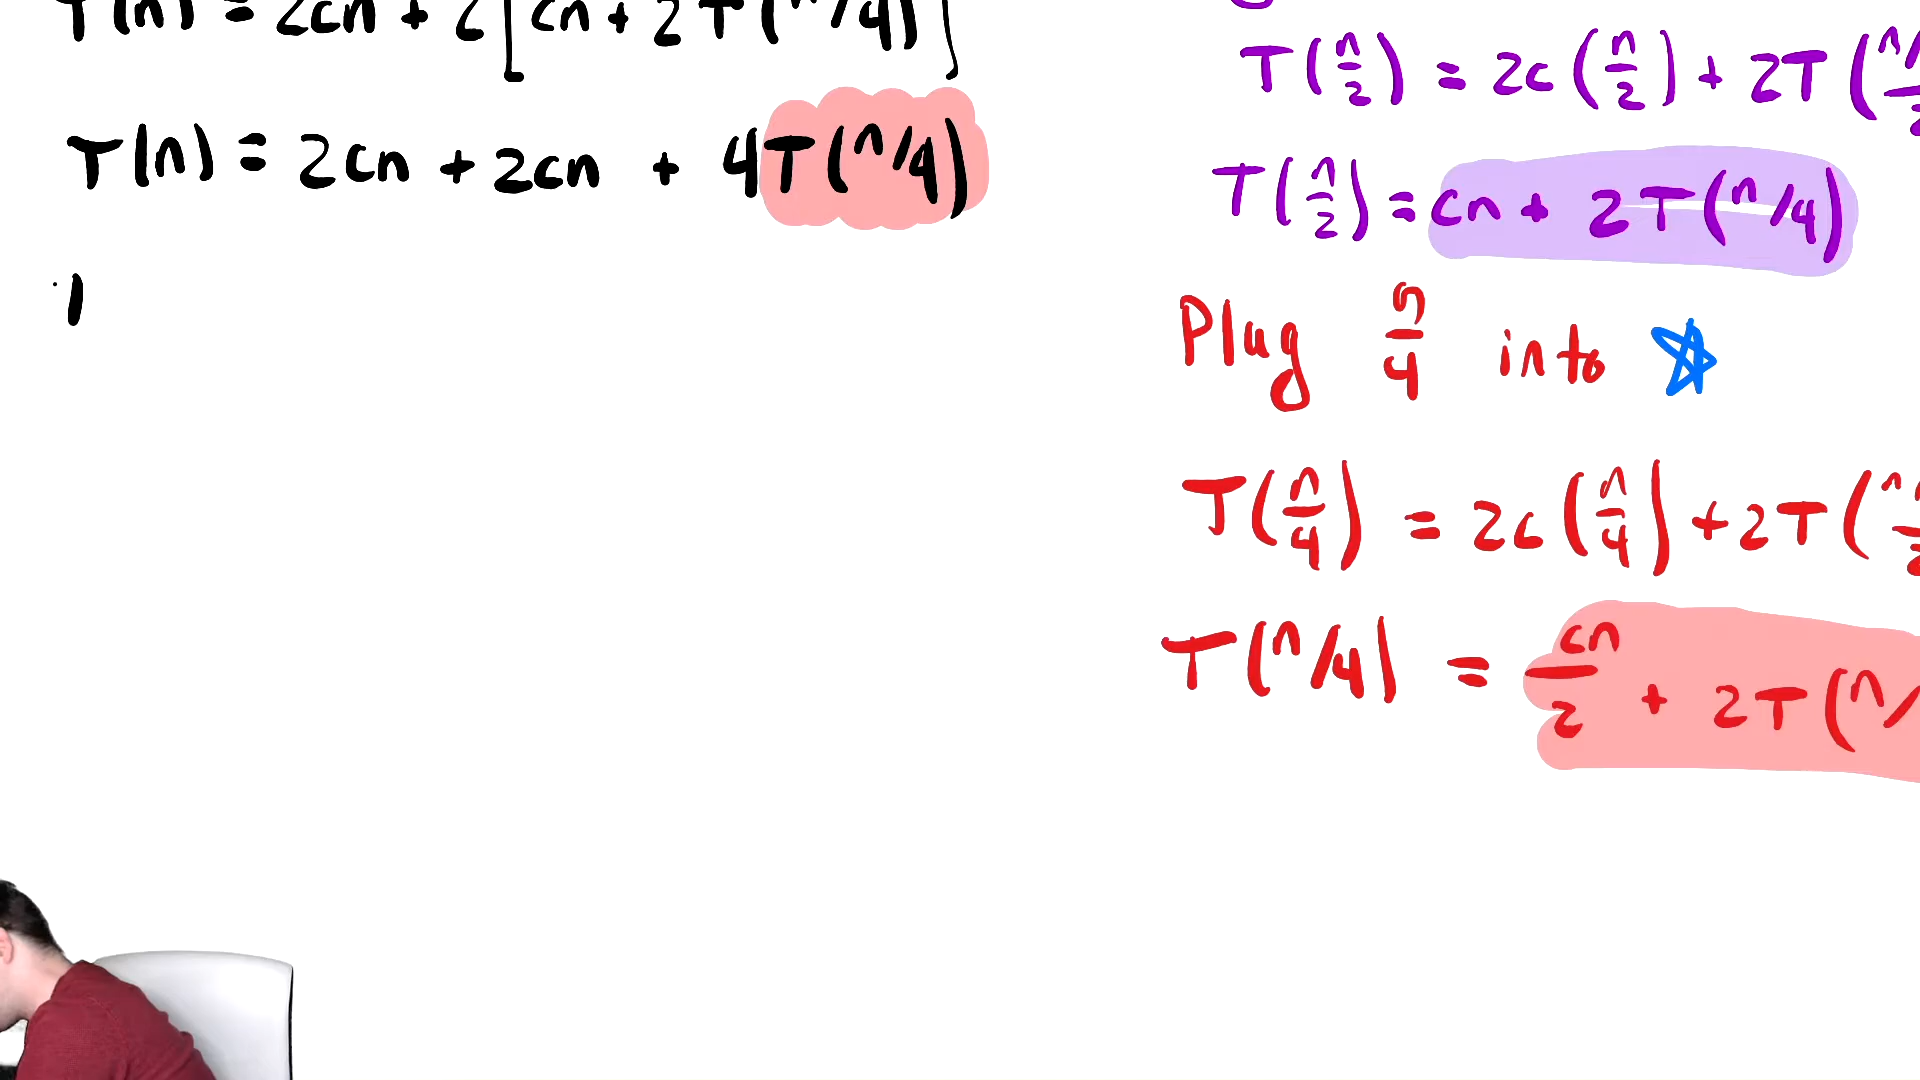 T(n) = 2cn + 2[cn + 2T(n/4)]
T(n) = 2cn + 2cn + 4T(n/4)
T(n/2) = 2c(n/2) + 2T(n/
T(n/2) = cn + 2T(n/4)
Plug n/4 into
T(n/4) = 2c(n/4) + 2T(
T(n/4) = cn/2 + 2T(n/